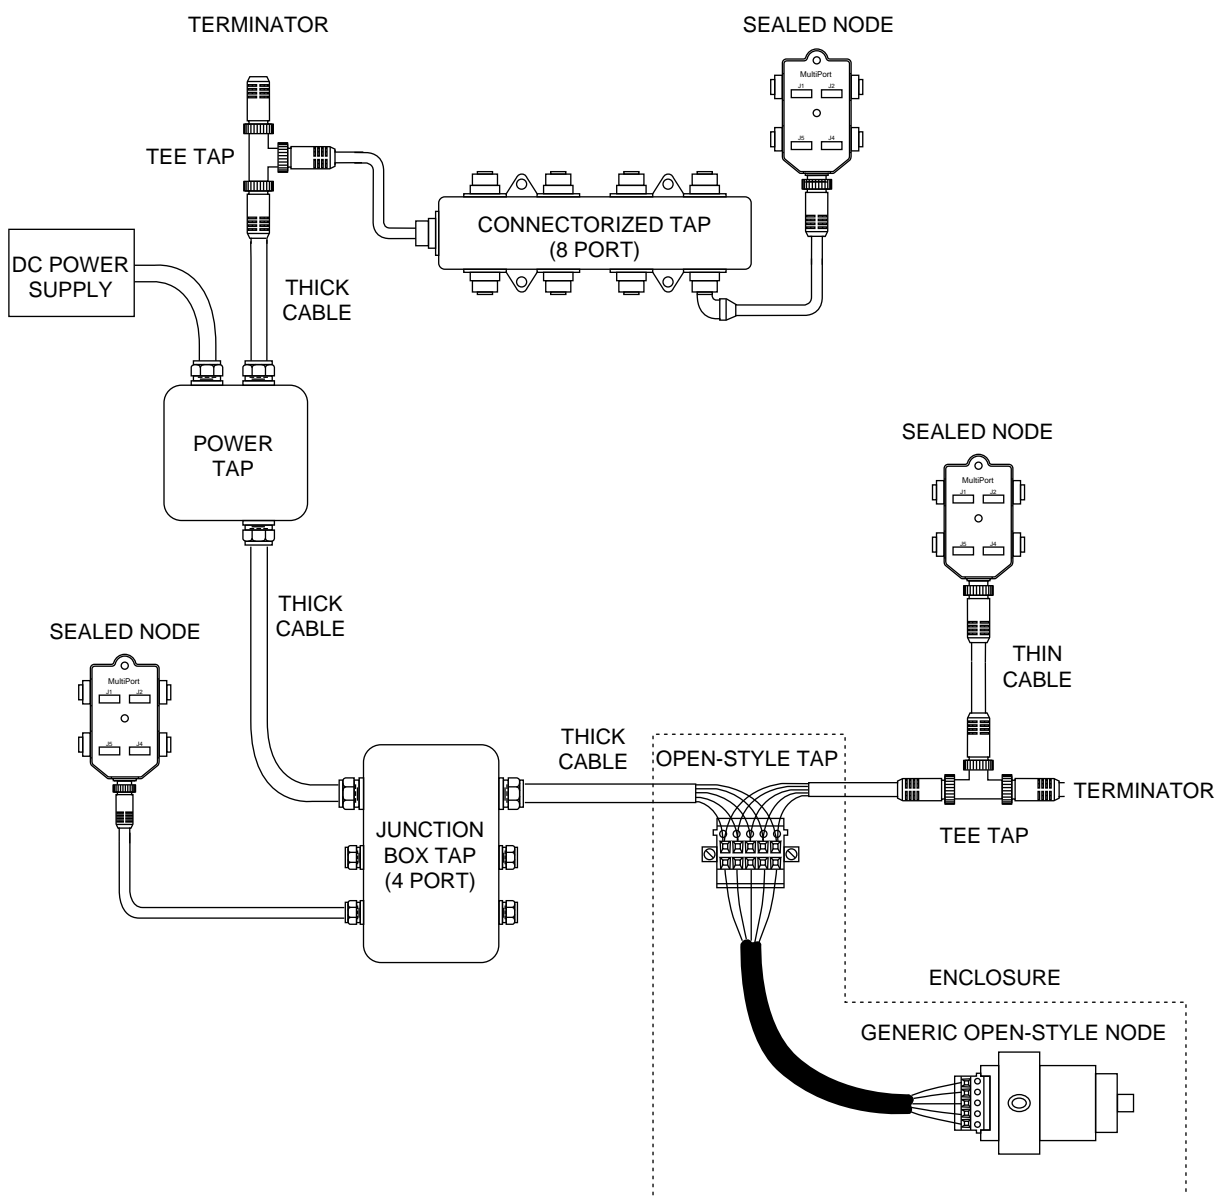 TERMINATOR
SEALED NODE
MultiPort
J1 J2
J5 J4
TEE TAP
CONNECTORIZED TAP
(8 PORT)
DC POWER
SUPPLY
THICK
CABLE
POWER
TAP
SEALED NODE
MultiPort
J1 J2
J5 J4
THICK
CABLE
SEALED NODE
MultiPort
J1 J2
J5 J4
THIN
CABLE
THICK
CABLE
OPEN-STYLE TAP
TERMINATOR
TEE TAP
JUNCTION
BOX TAP
(4 PORT)
ENCLOSURE
GENERIC OPEN-STYLE NODE